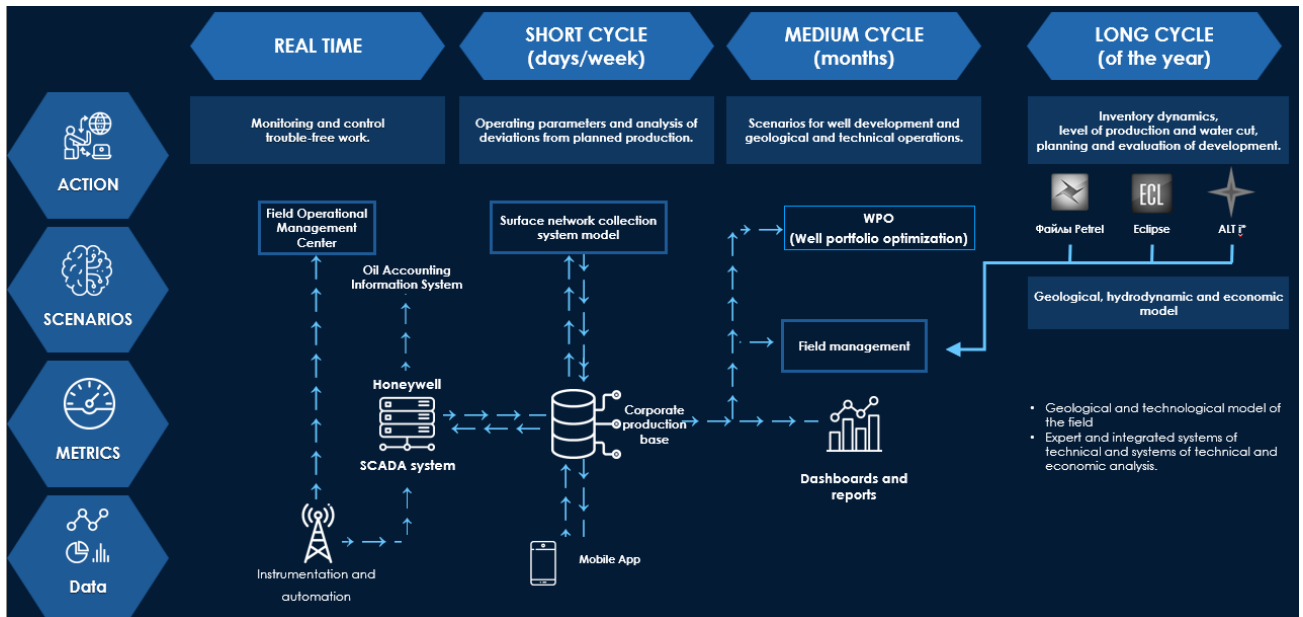 REAL TIME
SHORT CYCLE
(days/week)
MEDIUM CYCLE
(months)
LONG CYCLE
(of the year)
ACTION
SCENARIOS
METRICS
Data
Monitoring and control
trouble-free work.
Operating parameters and analysis of
deviations from planned production.
Scenarios for well development and
geological and technical operations.
Inventory dynamics,
level of production and water cut,
planning and evaluation of development.
Field Operational
Management
Center
Oil Accounting
Information System
Honeywell
SCADA system
Instrumentation and
automation
Surface network collection
system model
Corporate
production
base
Mobile App
WPO
(Well portfolio optimization)
Field management
Dashboards and
reports
ECL
Файлы Petrel
Eclipse
ALT
Geological, hydrodynamic and economic
model
• Geological and technological model of
the field
• Expert and integrated systems of
technical and systems of technical and
economic analysis.